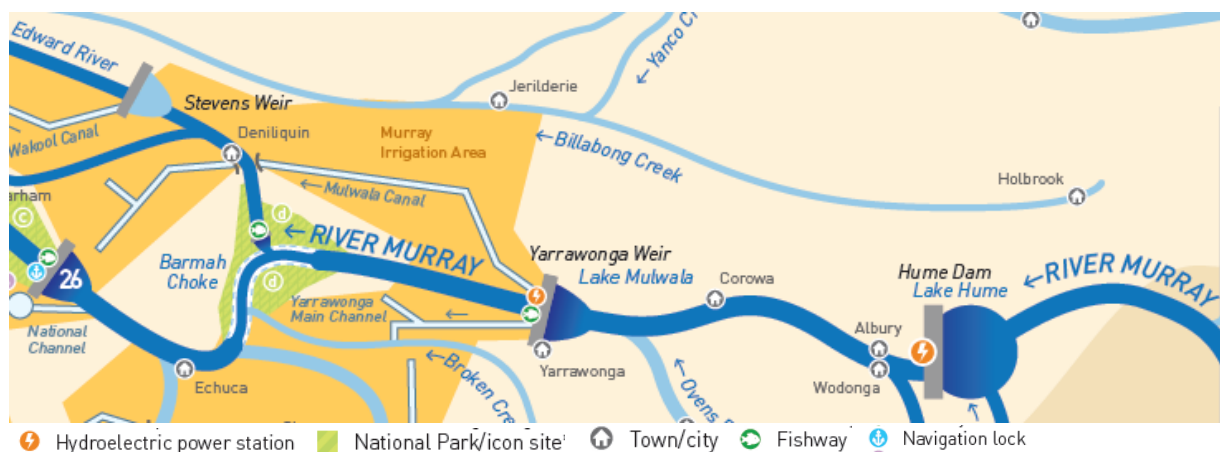 Edward River
Yanco C
Jerilderie
Stevens Weir
Deniliquin
Wakool Canal
Murray
Irrigation Area
←Billabong Creek
←Mulwala Canal
Holbrook
arham
c
d
←RIVER MURRAY
Yarrawonga Weir
Lake Mulwala
Corowa
Hume Dam
Lake Hume
←RIVER MURRAY
Barmah
Choke
26
d
Yarrawonga
Main Channel
National
Channel
Albury
Wodonga
Yarrawonga
Echuca
←Broken Cre
←Ovens
Hydroelectric power station
National Park/icon site¹
Town/city
Fishway
Navigation lock